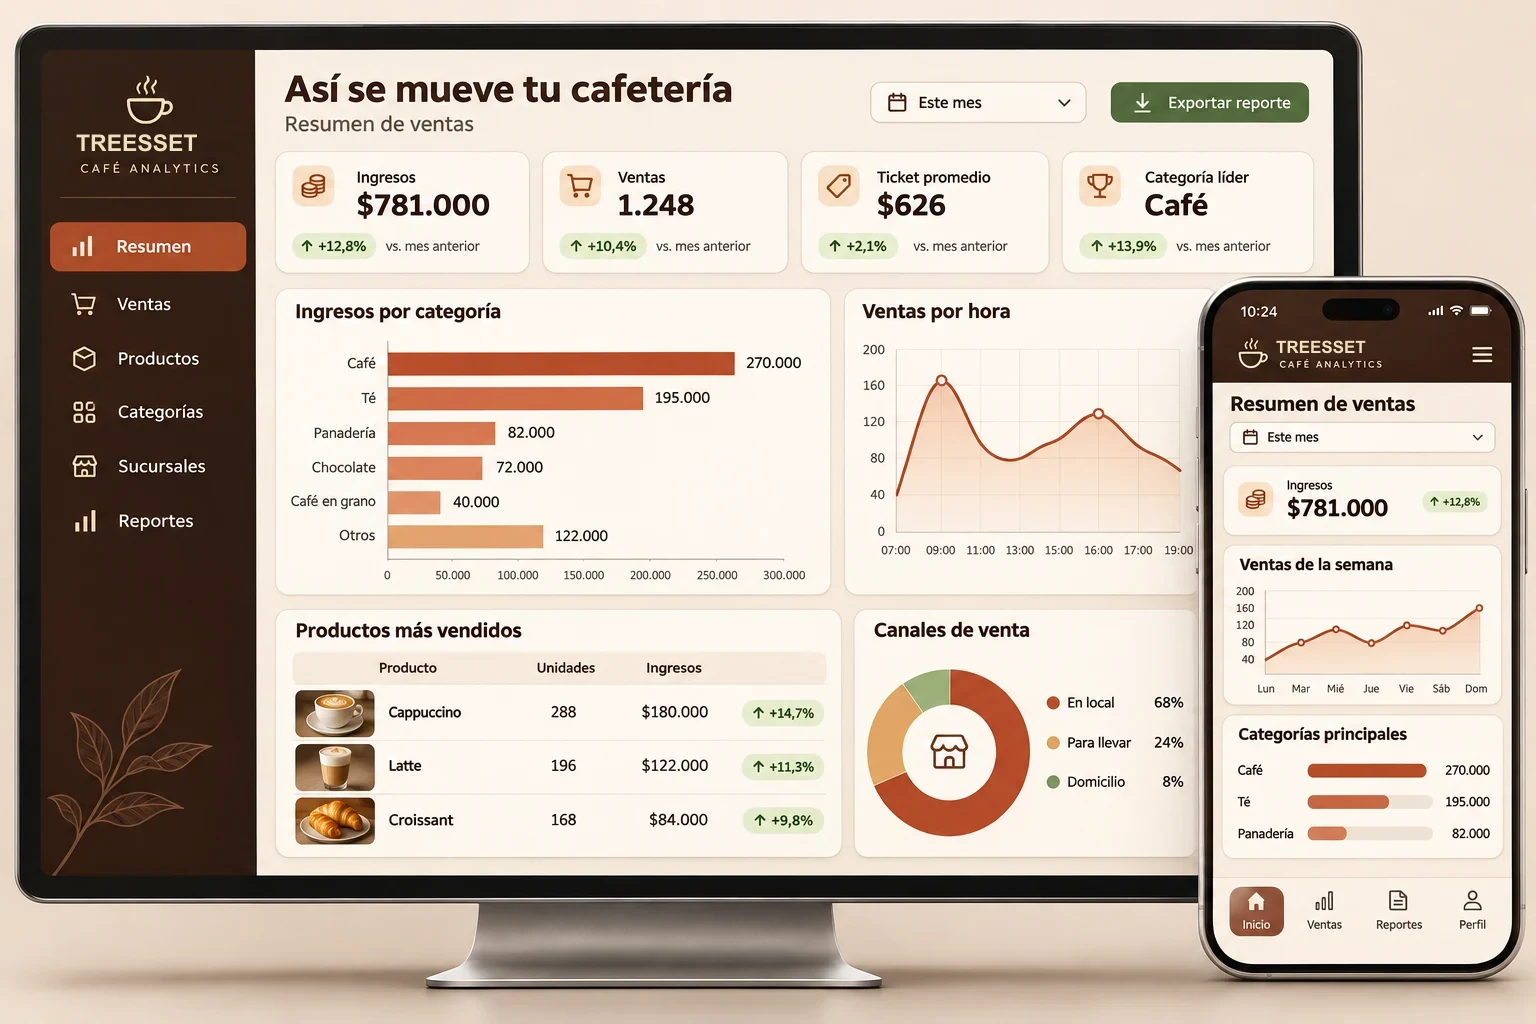 TREESSET
CAFÉ ANALYTICS
Resumen
Ventas
Productos
Categorías
Sucursales
Reportes
Así se mueve tu cafetería
Resumen de ventas
Este mes
Exportar reporte
Ingresos
$781.000
+12,8% vs. mes anterior
Ventas
1.248
+10,4% vs. mes anterior
Ticket promedio
$626
+2,1% vs. mes anterior
Categoría líder
Café
+13,9% vs. mes anterior
Ingresos por categoría
Café 270.000
Té 195.000
Panadería 82.000
Chocolate 72.000
Café en grano 40.000
Otros 122.000
0 50.000 100.000 150.000 200.000 250.000 300.000
Ventas por hora
200
160
120
80
40
0
07:00 09:00 11:00 13:00 15:00 16:00 17:00 19:00
Productos más vendidos
Producto Unidades Ingresos
Cappuccino 288 $180.000 +14,7%
Latte 196 $122.000 +11,3%
Croissant 168 $84.000 +9,8%
Canales de venta
En local 68%
Para llevar 24%
Domicilio 8%
10:24
TREESSET
CAFÉ ANALYTICS
Resumen de ventas
Este mes
Ingresos
$781.000
+12,8%
Ventas de la semana
200
160
120
80
40
Lun Mar Mié Jue Vie Sáb Dom
Categorías principales
Café 270.000
Té 195.000
Panadería 82.000
Inicio Ventas Reportes Perfil